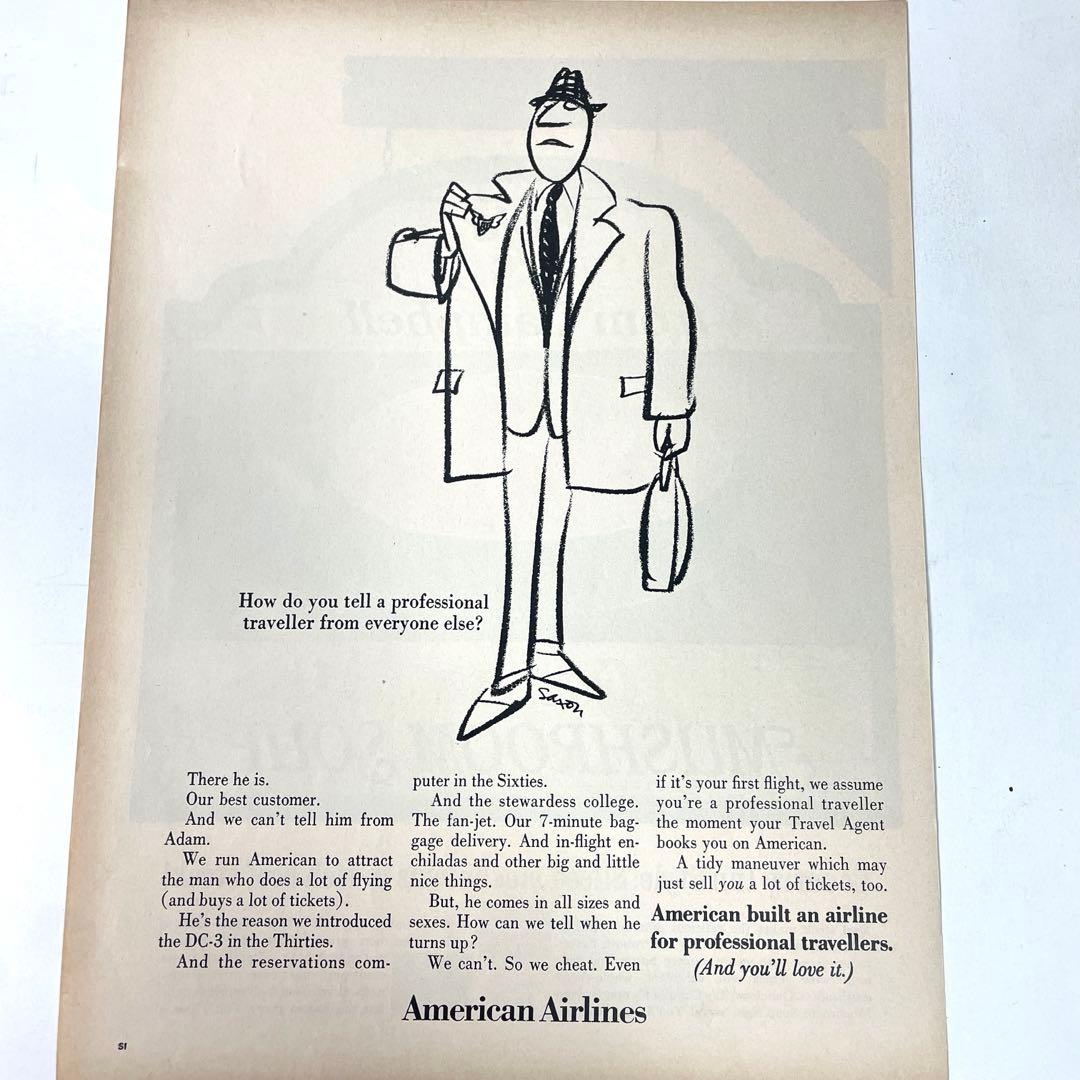 How do you tell a professional
traveller from everyone else?
Saxon
There he is.
Our best customer.
And we can't tell him from
Adam.
We run American to attract
the man who does a lot of flying
(and buys a lot of tickets).
He's the reason we introduced
the DC-3 in the Thirties.
And the reservations com-
puter in the Sixties.
And the stewardess college.
The fan-jet. Our 7-minute bag-
gage delivery. And in-flight en-
chiladas and other big and little
nice things.
But, he comes in all sizes and
sexes. How can we tell when he
turns up?
We can't. So we cheat. Even
if it's your first flight, we assume
you're a professional traveller
the moment your Travel Agent
books you on American.
A tidy maneuver which may
just sell you a lot of tickets, too.
American built an airline
for professional travellers.
(And you'll love it.)
American Airlines
SI